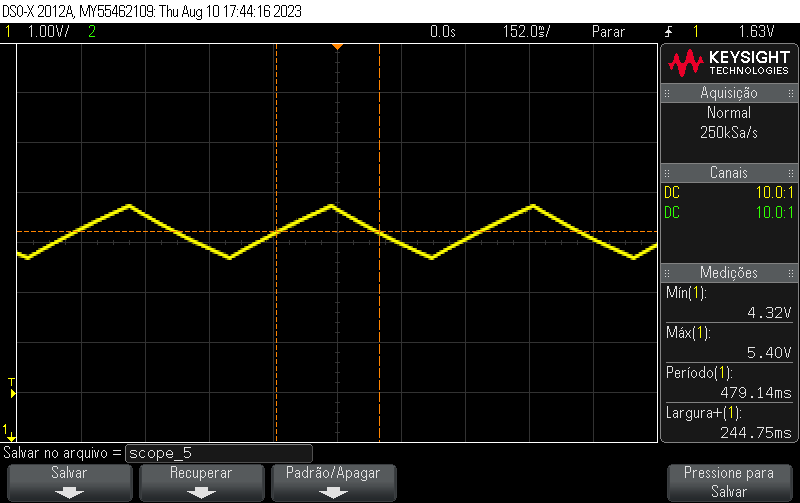 DSO-X 2012A, MY55462109: Thu Aug 10 17:44:16 2023
1 1.00V/ 2 0.0s 152.0ms/ Parar 1 1.63V
KEYSIGHT
TECHNOLOGIES
Aquisição
Normal
250kSa/s
Canais
DC 10.0:1
DC 10.0:1
Medições
Mín(1):
4.32V
Máx(1):
5.40V
Período(1):
479.14ms
Largura+(1):
244.75ms
T
1
Salvar no arquivo = scope_5
Salvar Recuperar Padrão/Apagar Pressione para
Salvar